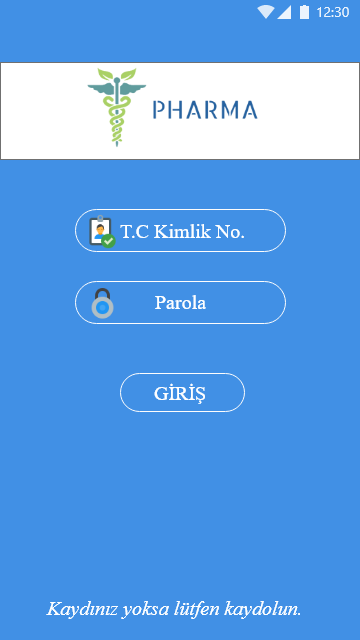 12:30
PHARMA
T.C Kimlik No.
Parola
GİRİŞ
Kaydınız yoksa lütfen kaydolun.